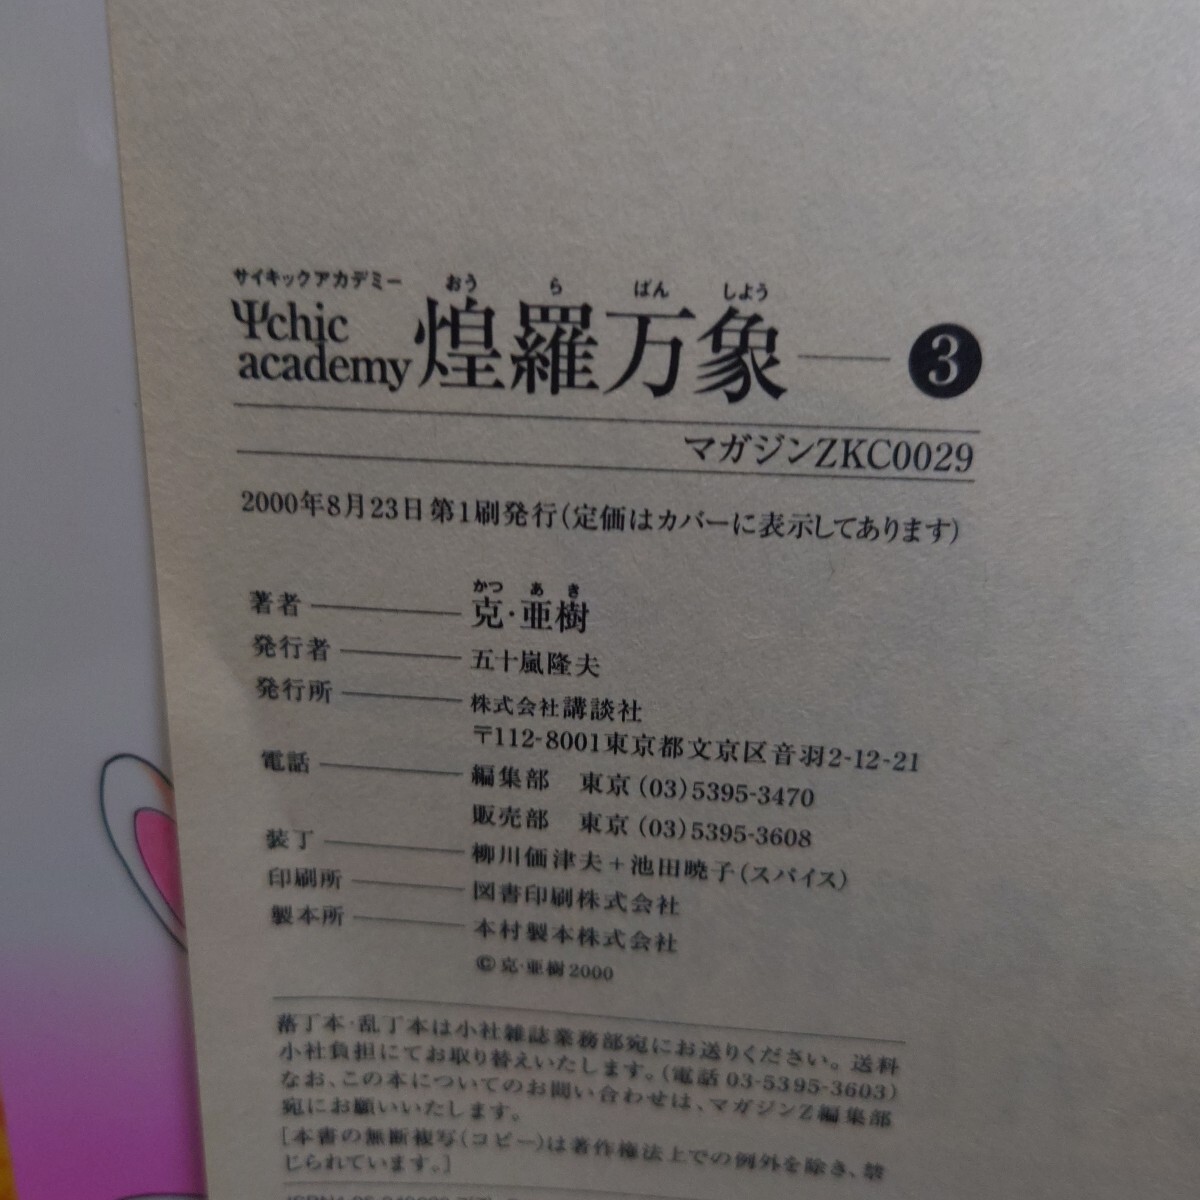 サイキックアカデミー
おうらばんしよう
Ψchic academy 煌羅万象 ― 3
マガジンZKC0029
2000年8月23日第1刷発行(定価はカバーに表示してあります)
かつあき
著者 ― 克・亜樹
発行者 ― 五十嵐隆夫
発行所 ― 株式会社講談社
〒112-8001東京都文京区音羽2-12-21
電話 ― 編集部 東京(03)5395-3470
販売部 東京(03)5395-3608
装丁 ― 柳川価津夫+池田暁子(スパイス)
印刷所 ― 図書印刷株式会社
製本所 ― 本村製本株式会社
©克・亜樹2000
落丁本・乱丁本は小社雑誌業務部宛にお送りください。送料
小社負担にてお取り替えいたします。(電話03-5395-3603)
なお、この本についてのお問い合わせは、マガジンZ編集部
宛にお願いいたします。
[本書の無断複写(コピー)は著作権法上での例外を除き、禁
じられています。]